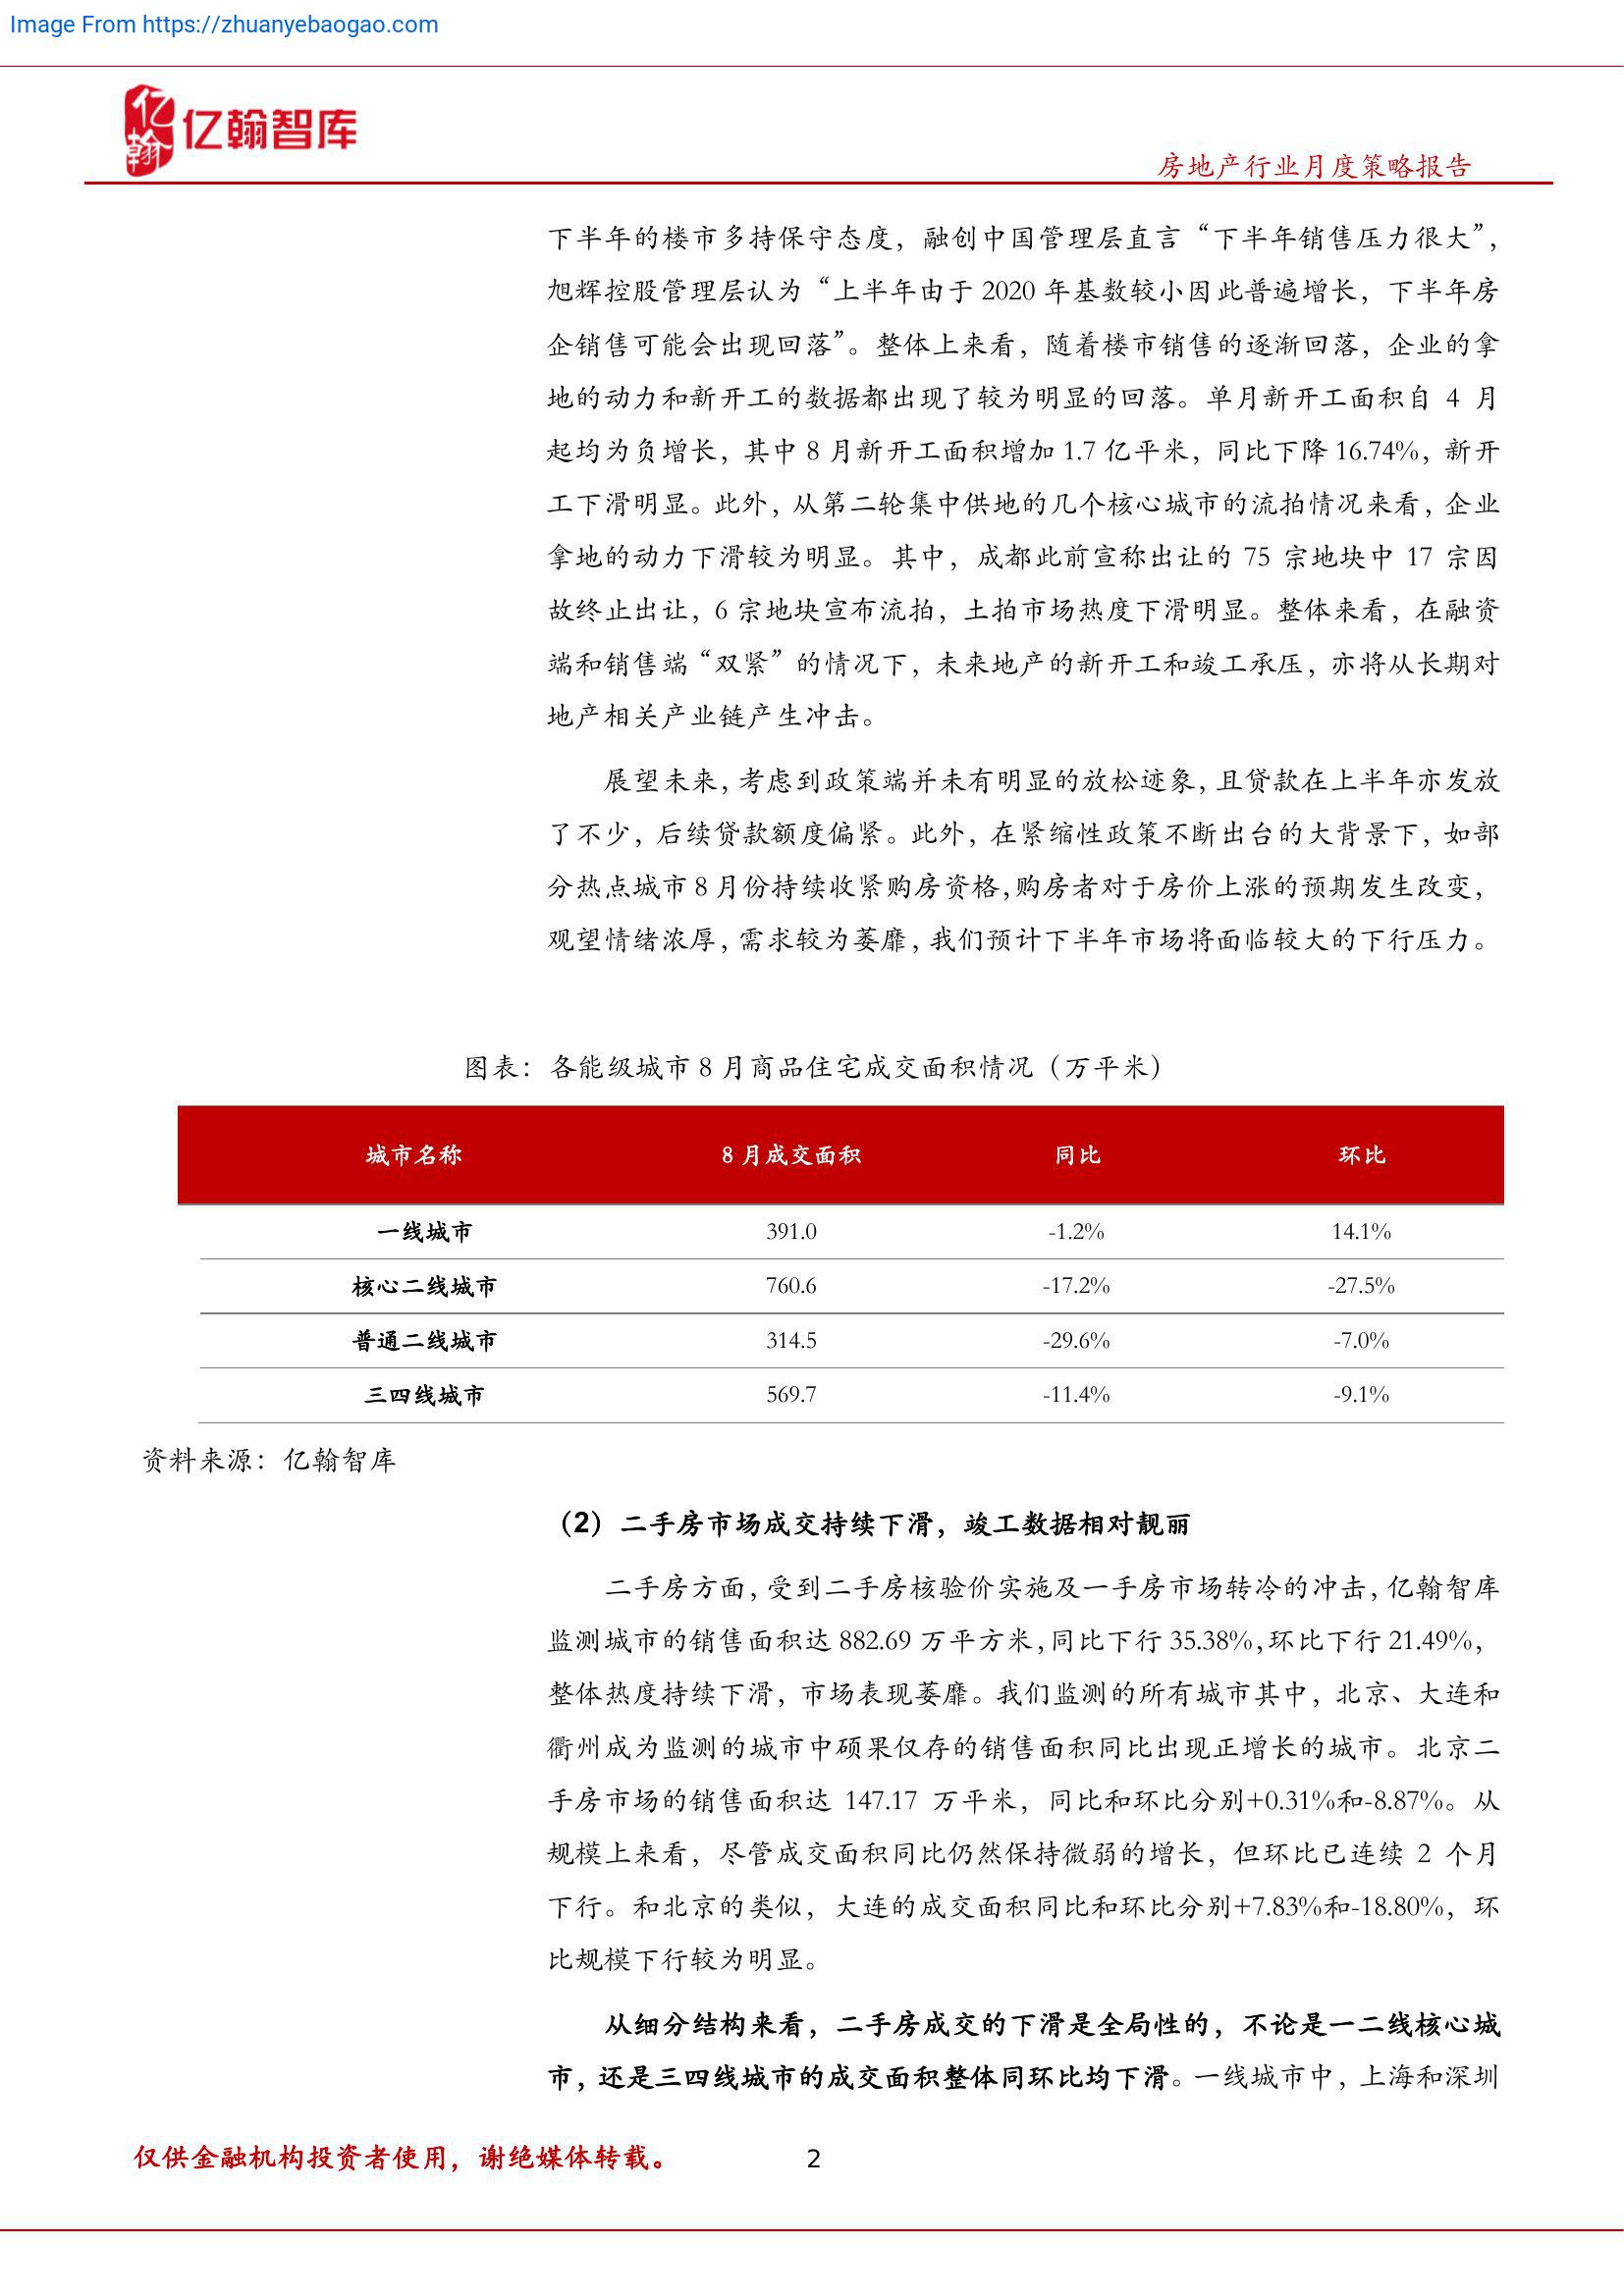 Image From https://zhuanyebaogao.com
亿翰
亿翰智库
房地产行业月度策略报告
下半年的楼市多持保守态度，融创中国管理层直言“下半年销售压力很大”，
旭辉控股管理层认为“上半年由于 2020 年基数较小因此普遍增长，下半年房
企销售可能会出现回落”。整体上来看，随着楼市销售的逐渐回落，企业的拿
地的动力和新开工的数据都出现了较为明显的回落。单月新开工面积自 4 月
起均为负增长，其中 8 月新开工面积增加 1.7 亿平米，同比下降 16.74%，新开
工下滑明显。此外，从第二轮集中供地的几个核心城市的流拍情况来看，企业
拿地的动力下滑较为明显。其中，成都此前宣称出让的 75 宗地块中 17 宗因
故终止出让，6 宗地块宣布流拍，土拍市场热度下滑明显。整体来看，在融资
端和销售端“双紧”的情况下，未来地产的新开工和竣工承压，亦将从长期对
地产相关产业链产生冲击。
展望未来，考虑到政策端并未有明显的放松迹象，且贷款在上半年亦发放
了不少，后续贷款额度偏紧。此外，在紧缩性政策不断出台的大背景下，如部
分热点城市 8 月份持续收紧购房资格，购房者对于房价上涨的预期发生改变，
观望情绪浓厚，需求较为萎靡，我们预计下半年市场将面临较大的下行压力。
图表：各能级城市 8 月商品住宅成交面积情况（万平米）
城市名称 8 月成交面积 同比 环比
一线城市 391.0 -1.2% 14.1%
核心二线城市 760.6 -17.2% -27.5%
普通二线城市 314.5 -29.6% -7.0%
三四线城市 569.7 -11.4% -9.1%
资料来源：亿翰智库
（2）二手房市场成交持续下滑，竣工数据相对靓丽
二手房方面，受到二手房核验价实施及一手房市场转冷的冲击，亿翰智库
监测城市的销售面积达 882.69 万平方米，同比下行 35.38%，环比下行 21.49%，
整体热度持续下滑，市场表现萎靡。我们监测的所有城市其中，北京、大连和
衢州成为监测的城市中硕果仅存的销售面积同比出现正增长的城市。北京二
手房市场的销售面积达 147.17 万平米，同比和环比分别+0.31%和-8.87%。从
规模上来看，尽管成交面积同比仍然保持微弱的增长，但环比已连续 2 个月
下行。和北京的类似，大连的成交面积同比和环比分别+7.83%和-18.80%，环
比规模下行较为明显。
从细分结构来看，二手房成交的下滑是全局性的，不论是一二线核心城
市，还是三四线城市的成交面积整体同环比均下滑。一线城市中，上海和深圳
仅供金融机构投资者使用，谢绝媒体转载。 2